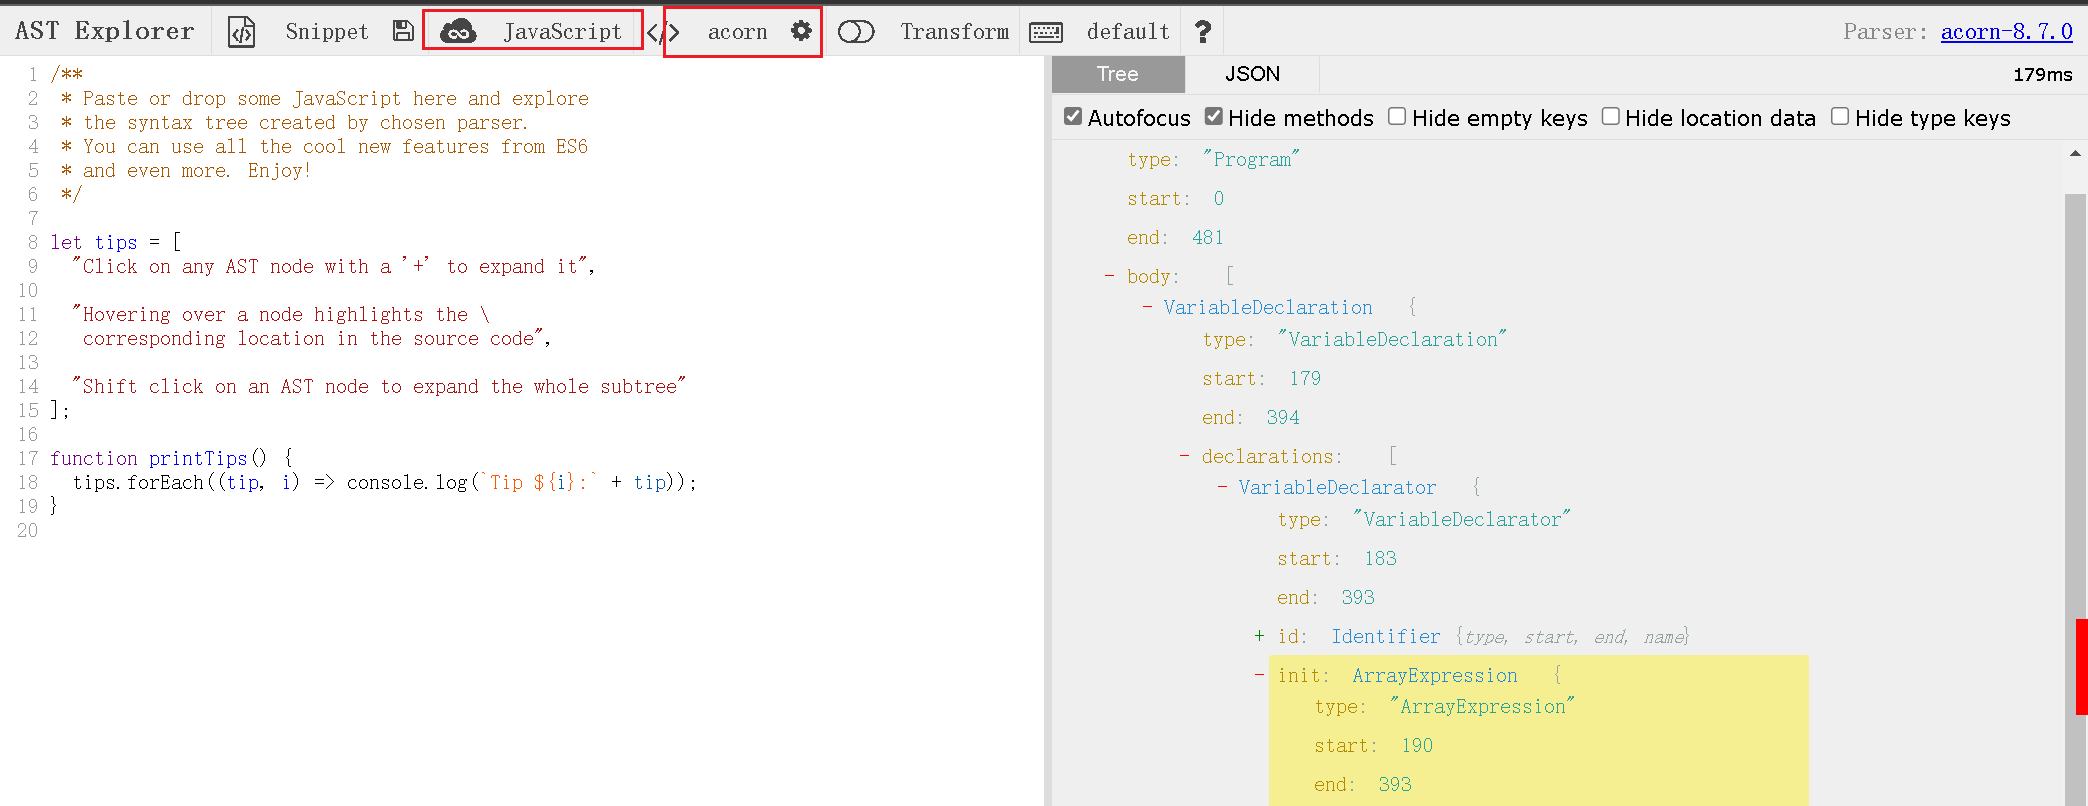 AST Explorer Snippet JavaScript </> acorn Transform default ? Parser: acorn-8.7.0
1 /**
2  * Paste or drop some JavaScript here and explore
3  * the syntax tree created by chosen parser.
4  * You can use all the cool new features from ES6
5  * and even more. Enjoy!
6  */
7
8 let tips = [
9   "Click on any AST node with a '+' to expand it",
10
11   "Hovering over a node highlights the \
12    corresponding location in the source code",
13
14   "Shift click on an AST node to expand the whole subtree"
15 ];
16
17 function printTips() {
18   tips.forEach((tip, i) => console.log(`Tip ${i}:` + tip));
19 }
20
Tree JSON 179ms
Autofocus Hide methods Hide empty keys Hide location data Hide type keys
type: "Program"
start: 0
end: 481
- body: [
- VariableDeclaration {
type: "VariableDeclaration"
start: 179
end: 394
- declarations: [
- VariableDeclarator {
type: "VariableDeclarator"
start: 183
end: 393
+ id: Identifier {type, start, end, name}
- init: ArrayExpression {
type: "ArrayExpression"
start: 190
end: 393